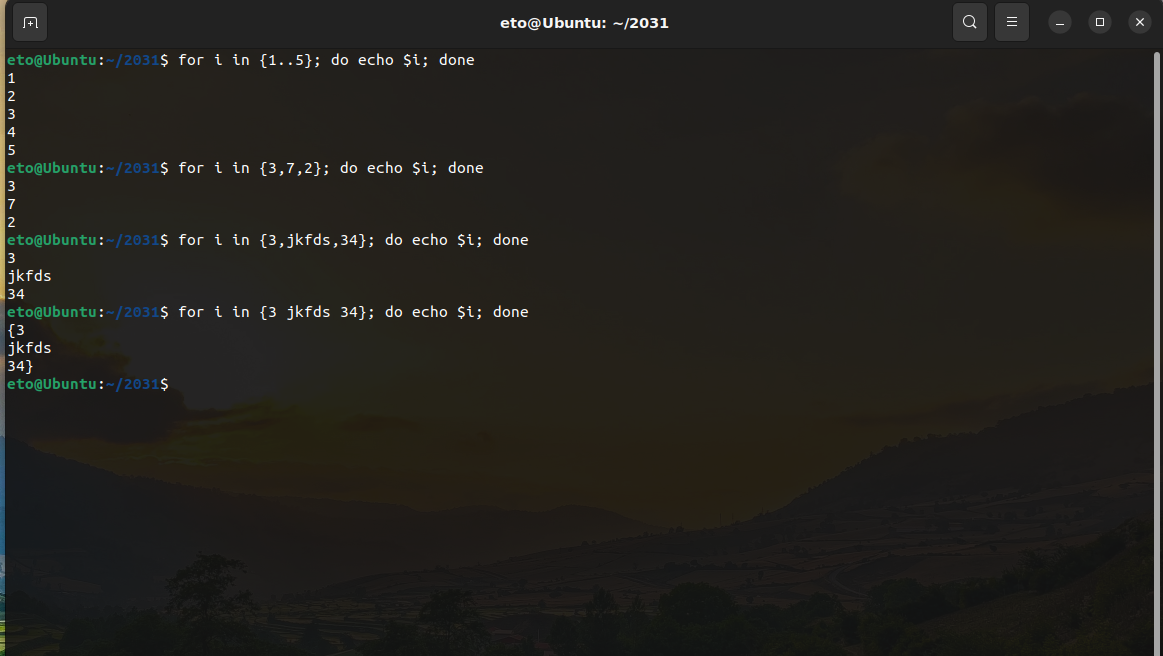 eto@Ubuntu: ~/2031
eto@Ubuntu:~/2031$ for i in {1..5}; do echo $i; done
1
2
3
4
5
eto@Ubuntu:~/2031$ for i in {3,7,2}; do echo $i; done
3
7
2
eto@Ubuntu:~/2031$ for i in {3,jkfds,34}; do echo $i; done
3
jkfds
34
eto@Ubuntu:~/2031$ for i in {3 jkfds 34}; do echo $i; done
{3
jkfds
34}
eto@Ubuntu:~/2031$